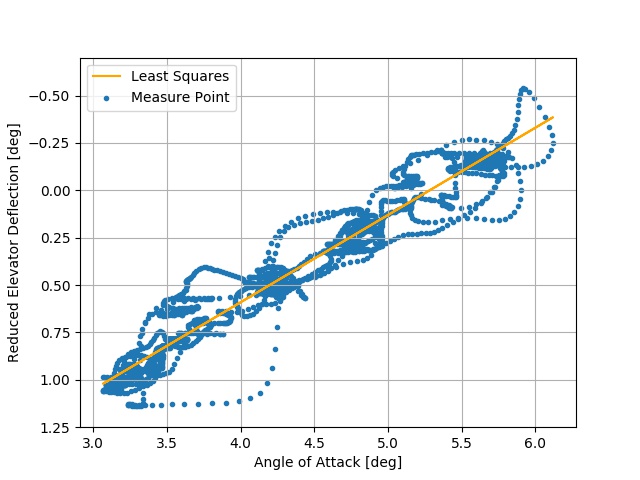 Least Squares
Measure Point
−0.50
−0.25
0.00
0.25
0.50
0.75
1.00
1.25
Reduced Elevator Deflection [deg]
3.0 3.5 4.0 4.5 5.0 5.5 6.0
Angle of Attack [deg]